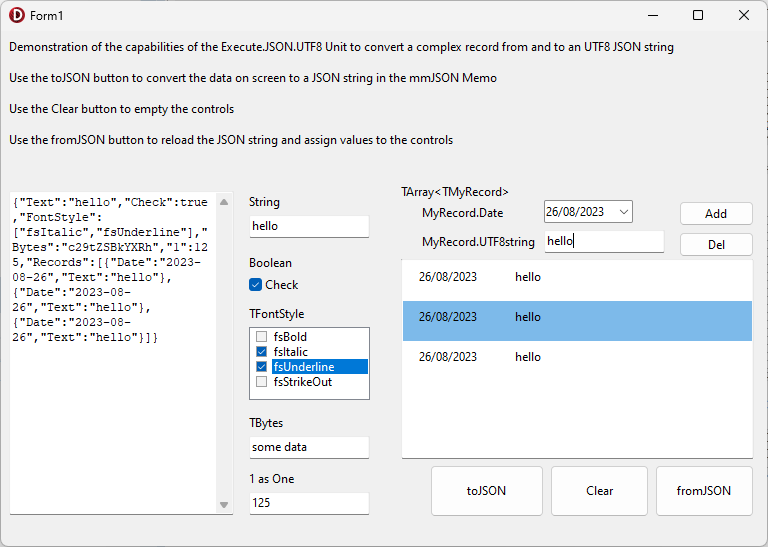 Form1
Demonstration of the capabilities of the Execute.JSON.UTF8 Unit to convert a complex record from and to an UTF8 JSON string
Use the toJSON button to convert the data on screen to a JSON string in the mmJSON Memo
Use the Clear button to empty the controls
Use the fromJSON button to reload the JSON string and assign values to the controls
{"Text":"hello","Check":true
,"FontStyle":
["fsItalic","fsUnderline"],"
Bytes":"c29tZSBkYXRh","1":12
5,"Records":[{"Date":"2023-
08-26","Text":"hello"},
{"Date":"2023-08-
26","Text":"hello"},
{"Date":"2023-08-
26","Text":"hello"}]}
String
hello
Boolean
Check
TFontStyle
fsBold
fsItalic
fsUnderline
fsStrikeOut
TBytes
some data
1 as One
125
TArray<TMyRecord>
MyRecord.Date
26/08/2023
Add
MyRecord.UTF8string
hello
Del
26/08/2023 hello
26/08/2023 hello
26/08/2023 hello
toJSON
Clear
fromJSON